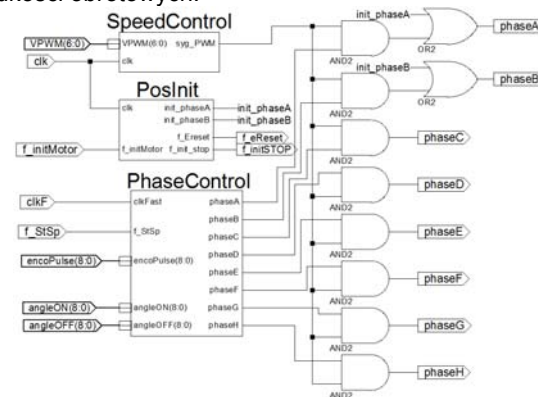 dkości obrotowych.
SpeedControl
VPWM(6:0)
VPWM(6:0)
syg_PWM
clk
clk
init_phaseA
AND2
OR2
phaseA
init_phaseB
AND2
OR2
phaseB
PosInit
clk
init_phaseA
init_phaseA
init_phaseB
init_phaseB
f_Ereset
f_eReset
f_initMotor
f_initMotor
f_init_stop
f_initSTOP
AND2
phaseC
PhaseControl
AND2
phaseD
clkF
clkFast
phaseA
phaseB
f_StSp
f_StSp
phaseC
AND2
phaseE
phaseD
encoPulse(8:0)
encoPulse(8:0)
phaseE
phaseF
AND2
phaseF
angleON(8:0)
angleON(8:0)
phaseG
angleOFF(8:0)
angleOFF(8:0)
phaseH
AND2
phaseG
AND2
phaseH